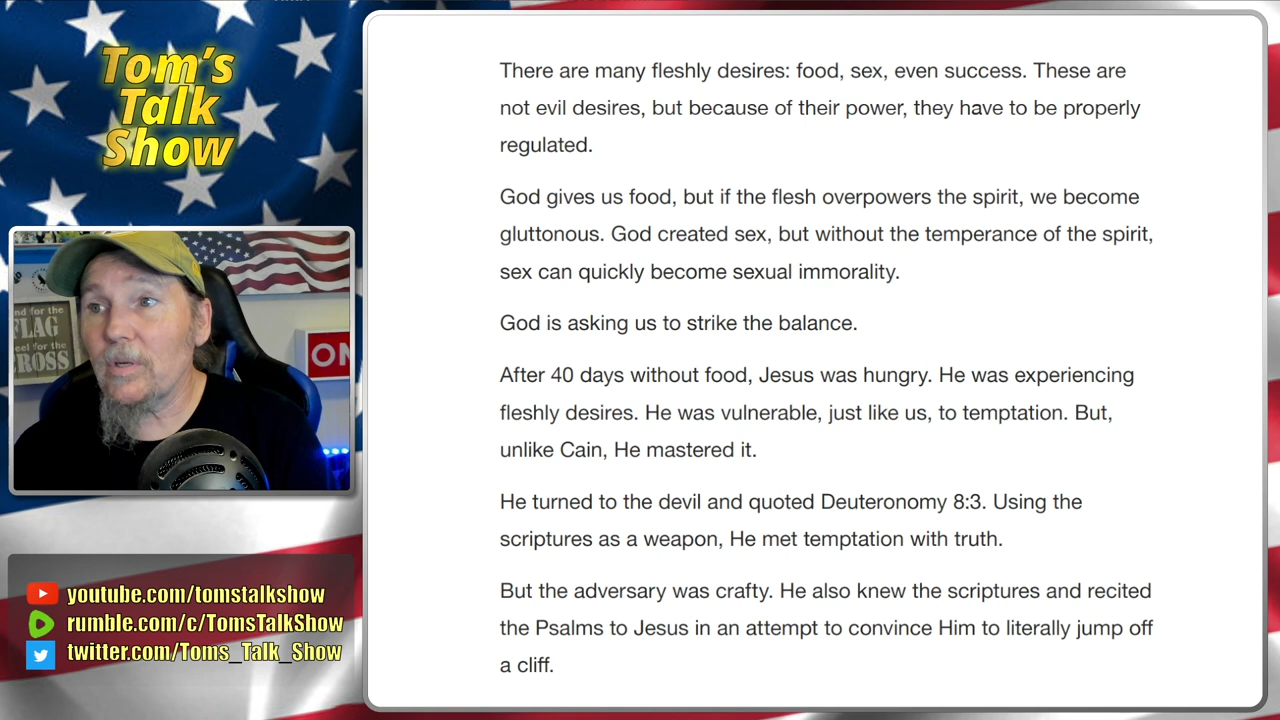 Tom's
Talk
Show
FLAG
ROSS
ON
youtube.com/tomstalkshow
rumble.com/c/TomsTalkShow
twitter.com/Toms_Talk_Show
There are many fleshly desires: food, sex, even success. These are
not evil desires, but because of their power, they have to be properly
regulated.
God gives us food, but if the flesh overpowers the spirit, we become
gluttonous. God created sex, but without the temperance of the spirit,
sex can quickly become sexual immorality.
God is asking us to strike the balance.
After 40 days without food, Jesus was hungry. He was experiencing
fleshly desires. He was vulnerable, just like us, to temptation. But,
unlike Cain, He mastered it.
He turned to the devil and quoted Deuteronomy 8:3. Using the
scriptures as a weapon, He met temptation with truth.
But the adversary was crafty. He also knew the scriptures and recited
the Psalms to Jesus in an attempt to convince Him to literally jump off
a cliff.